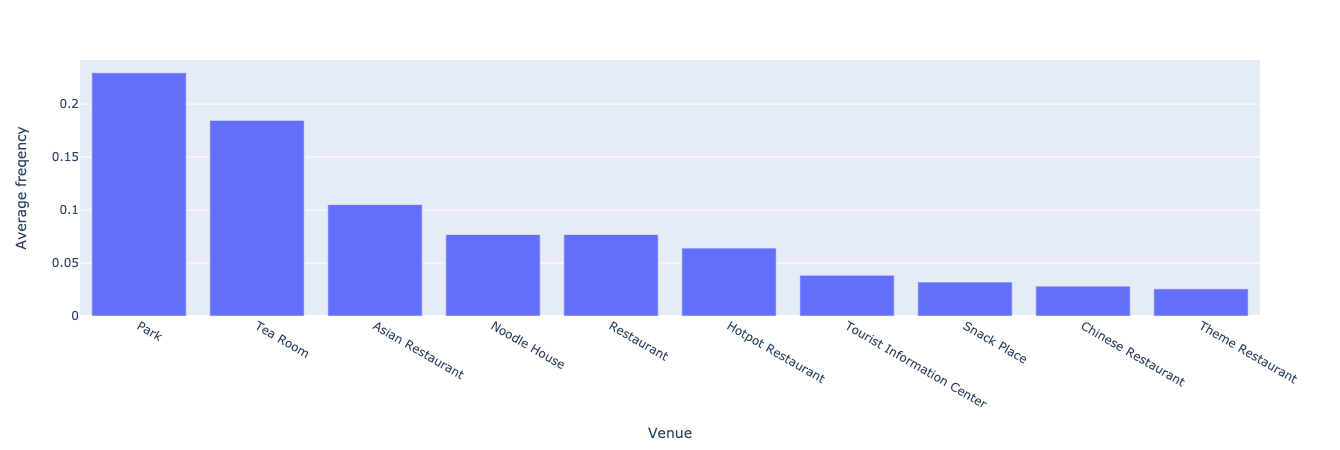 Average freqency
0.2
0.15
0.1
0.05
0
Park
Tea Room
Asian Restaurant
Noodle House
Restaurant
Hotpot Restaurant
Tourist Information Center
Snack Place
Chinese Restaurant
Theme Restaurant
Venue